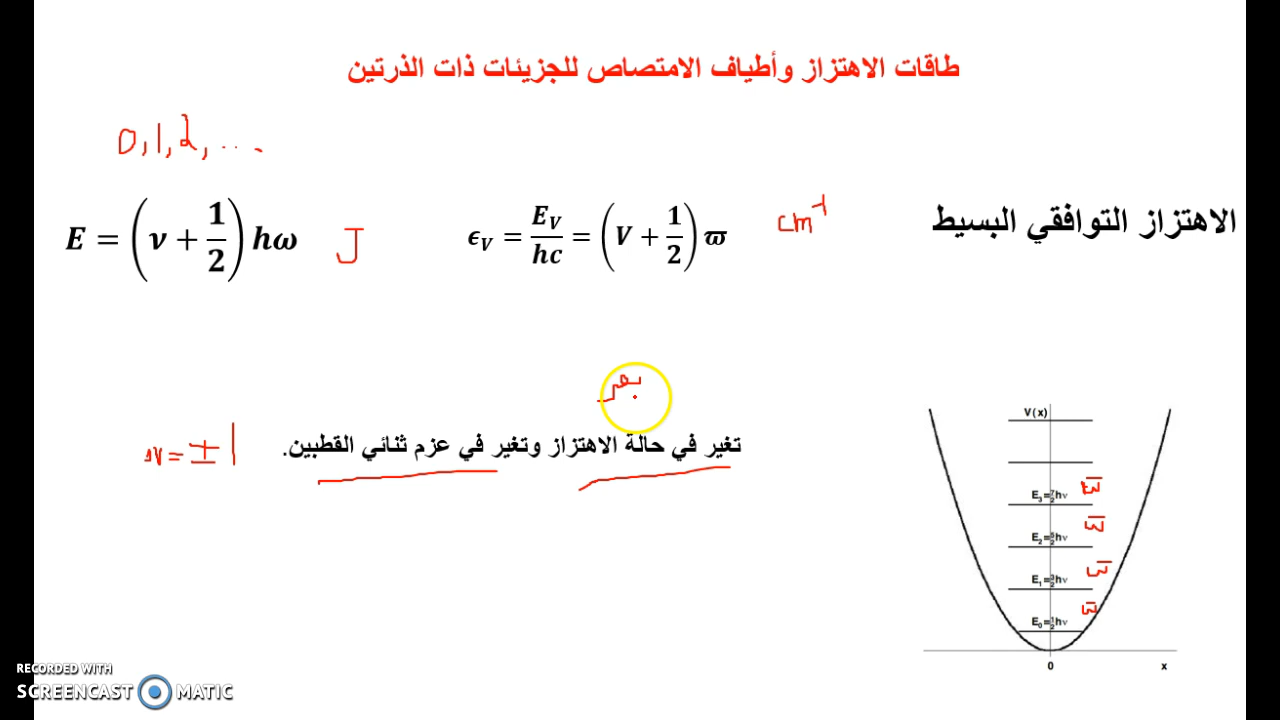 طاقات الاهتزاز وأطياف الامتصاص للجزيئات ذات الذرتين
0, 1, 2, ...
الاهتزاز التوافقي البسيط
E = (ν + 1/2) hω J
ϵ_V = E_V/hc = (V + 1/2) ϖ cm⁻¹
تغير في حالة الاهتزاز وتغير في عزم ثنائي القطبين.
= ±1
V(x)
E₃=7/2hν
E₂=5/2hν
E₁=3/2hν
E₀=1/2hν
0
x
RECORDED WITH
SCREENCAST MATIC